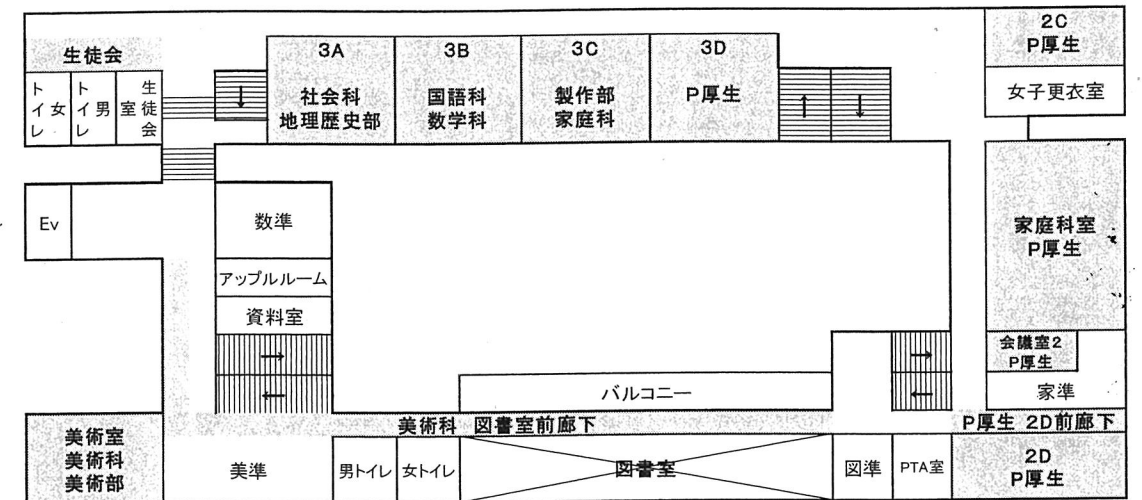 2C
P厚生
女子更衣室
生徒会
女トイレ
男トイレ
生徒会室
↓
3A
社会科
地理歴史部
3B
国語科
数学科
3C
製作部
家庭科
3D
P厚生
↑
↓
Ev
数準
アップルルーム
資料室
→
←
家庭科室
P厚生
会議室2
P厚生
家準
→
←
バルコニー
美術科 図書室前廊下
P厚生 2D前廊下
美術室
美術科
美術部
美準
男トイレ
女トイレ
図書室
図準
PTA室
2D
P厚生